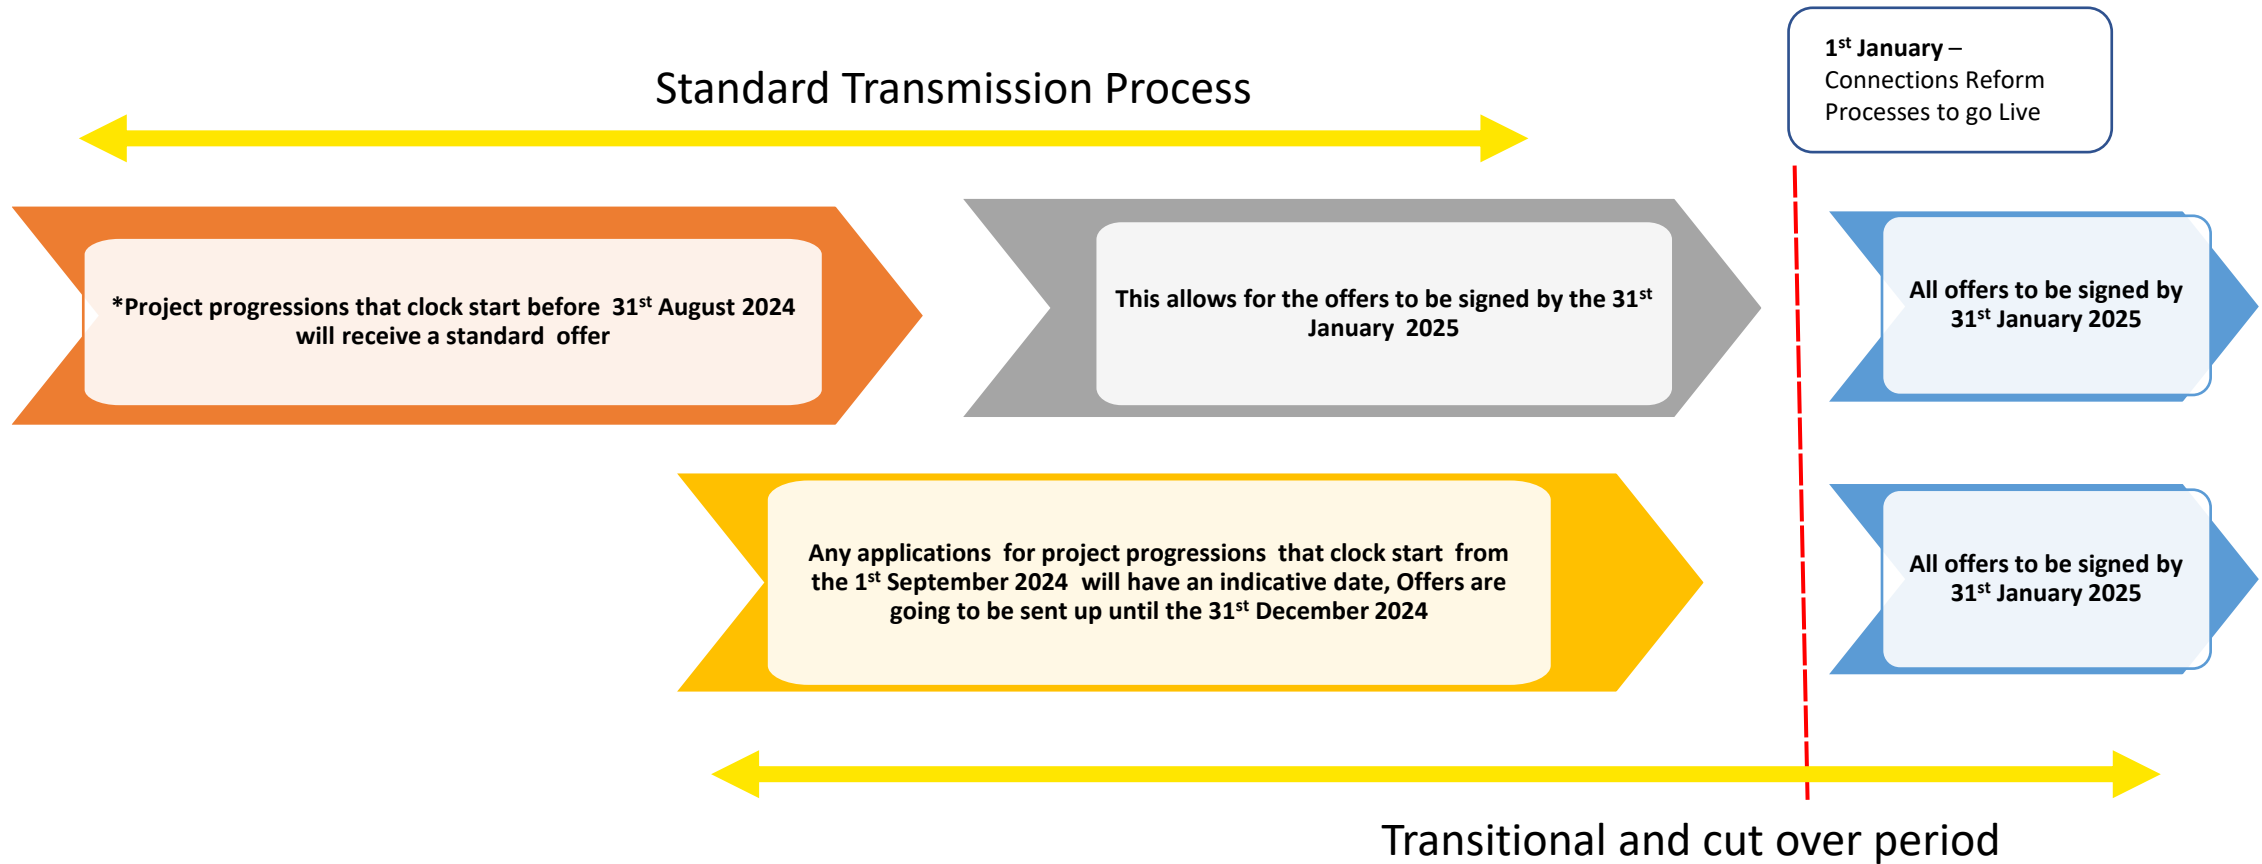 Standard Transmission Process
1st January –
Connections Reform
Processes to go Live
*Project progressions that clock start before 31st August 2024
will receive a standard offer
This allows for the offers to be signed by the 31st
January 2025
All offers to be signed by
31st January 2025
Any applications for project progressions that clock start from
the 1st September 2024 will have an indicative date, Offers are
going to be sent up until the 31st December 2024
All offers to be signed by
31st January 2025
Transitional and cut over period